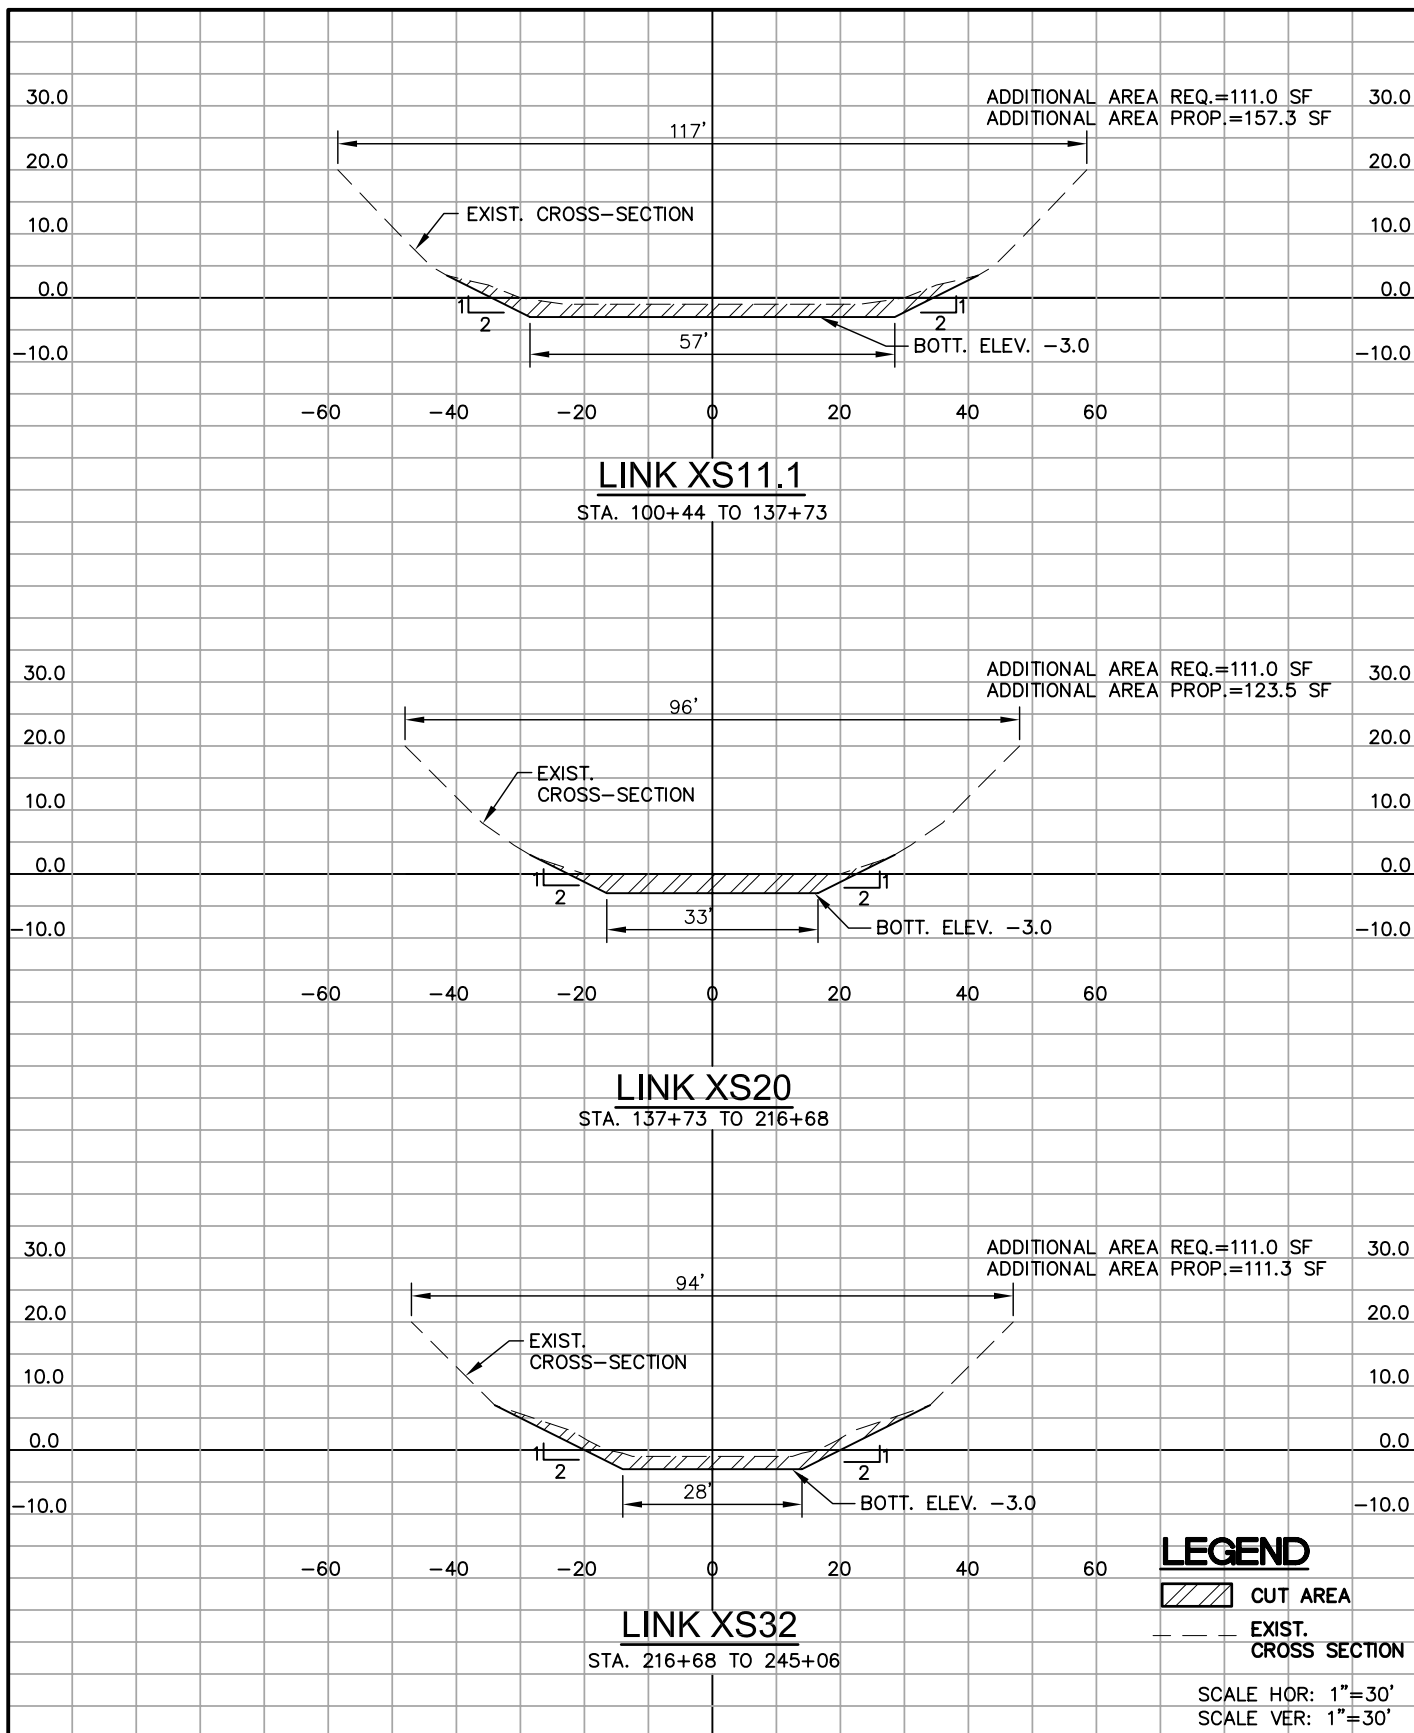 ADDITIONAL AREA REQ.=111.0 SF
30.0 30.0
ADDITIONAL AREA PROP.=157.3 SF
117'
20.0 20.0
EXIST. CROSS-SECTION
10.0 10.0
0.0 0.0
1 1
2 2
57'
BOTT. ELEV. -3.0
-10.0 -10.0
-60 -40 -20 0 20 40 60
LINK XS11.1
STA. 100+44 TO 137+73
ADDITIONAL AREA REQ.=111.0 SF
30.0 30.0
ADDITIONAL AREA PROP.=123.5 SF
96'
20.0 20.0
EXIST.
CROSS-SECTION
10.0 10.0
0.0 0.0
1 1
2 2
33'
BOTT. ELEV. -3.0
-10.0 -10.0
-60 -40 -20 0 20 40 60
LINK XS20
STA. 137+73 TO 216+68
ADDITIONAL AREA REQ.=111.0 SF
30.0 30.0
ADDITIONAL AREA PROP.=111.3 SF
94'
20.0 20.0
EXIST.
CROSS-SECTION
10.0 10.0
0.0 0.0
1 1
2 2
28'
BOTT. ELEV. -3.0
-10.0 -10.0
-60 -40 -20 0 20 40 60
LINK XS32
STA. 216+68 TO 245+06
LEGEND
CUT AREA
EXIST.
CROSS SECTION
SCALE HOR: 1"=30'
SCALE VER: 1"=30'